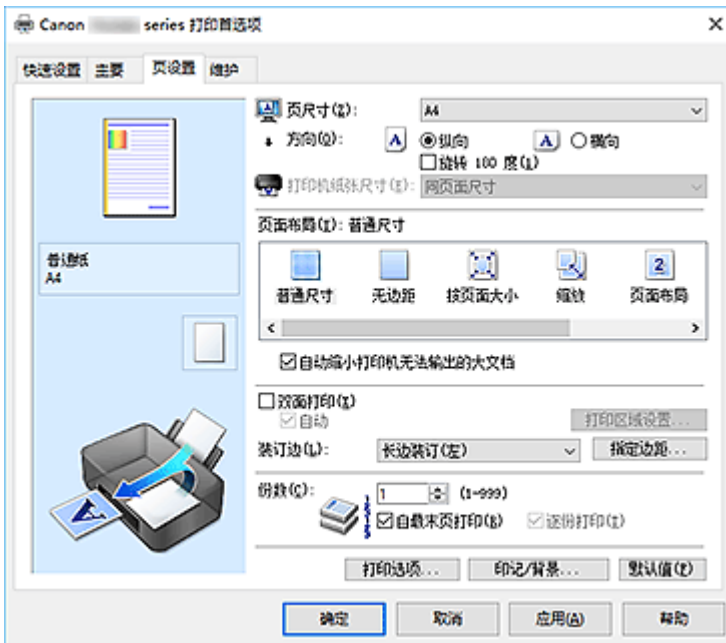 Canon series 打印首选项
快速设置 主要 页设置 维护
页尺寸(Z): A4
方向(O): A 纵向 A 横向
旋转 180 度(L)
打印机纸张尺寸(E): 同页面尺寸
页面布局(I): 普通尺寸
普通纸
A4
普通尺寸 无边距 按页面大小 缩放 页面布局
自动缩小打印机无法输出的大文档
双面打印(X)
自动 打印区域设置...
装订边(L): 长边装订(左) 指定边距...
份数(C): 1 (1-999)
自最末页打印(R) 逐份打印(T)
打印选项... 印记/背景... 默认值(F)
确定 取消 应用(A) 帮助